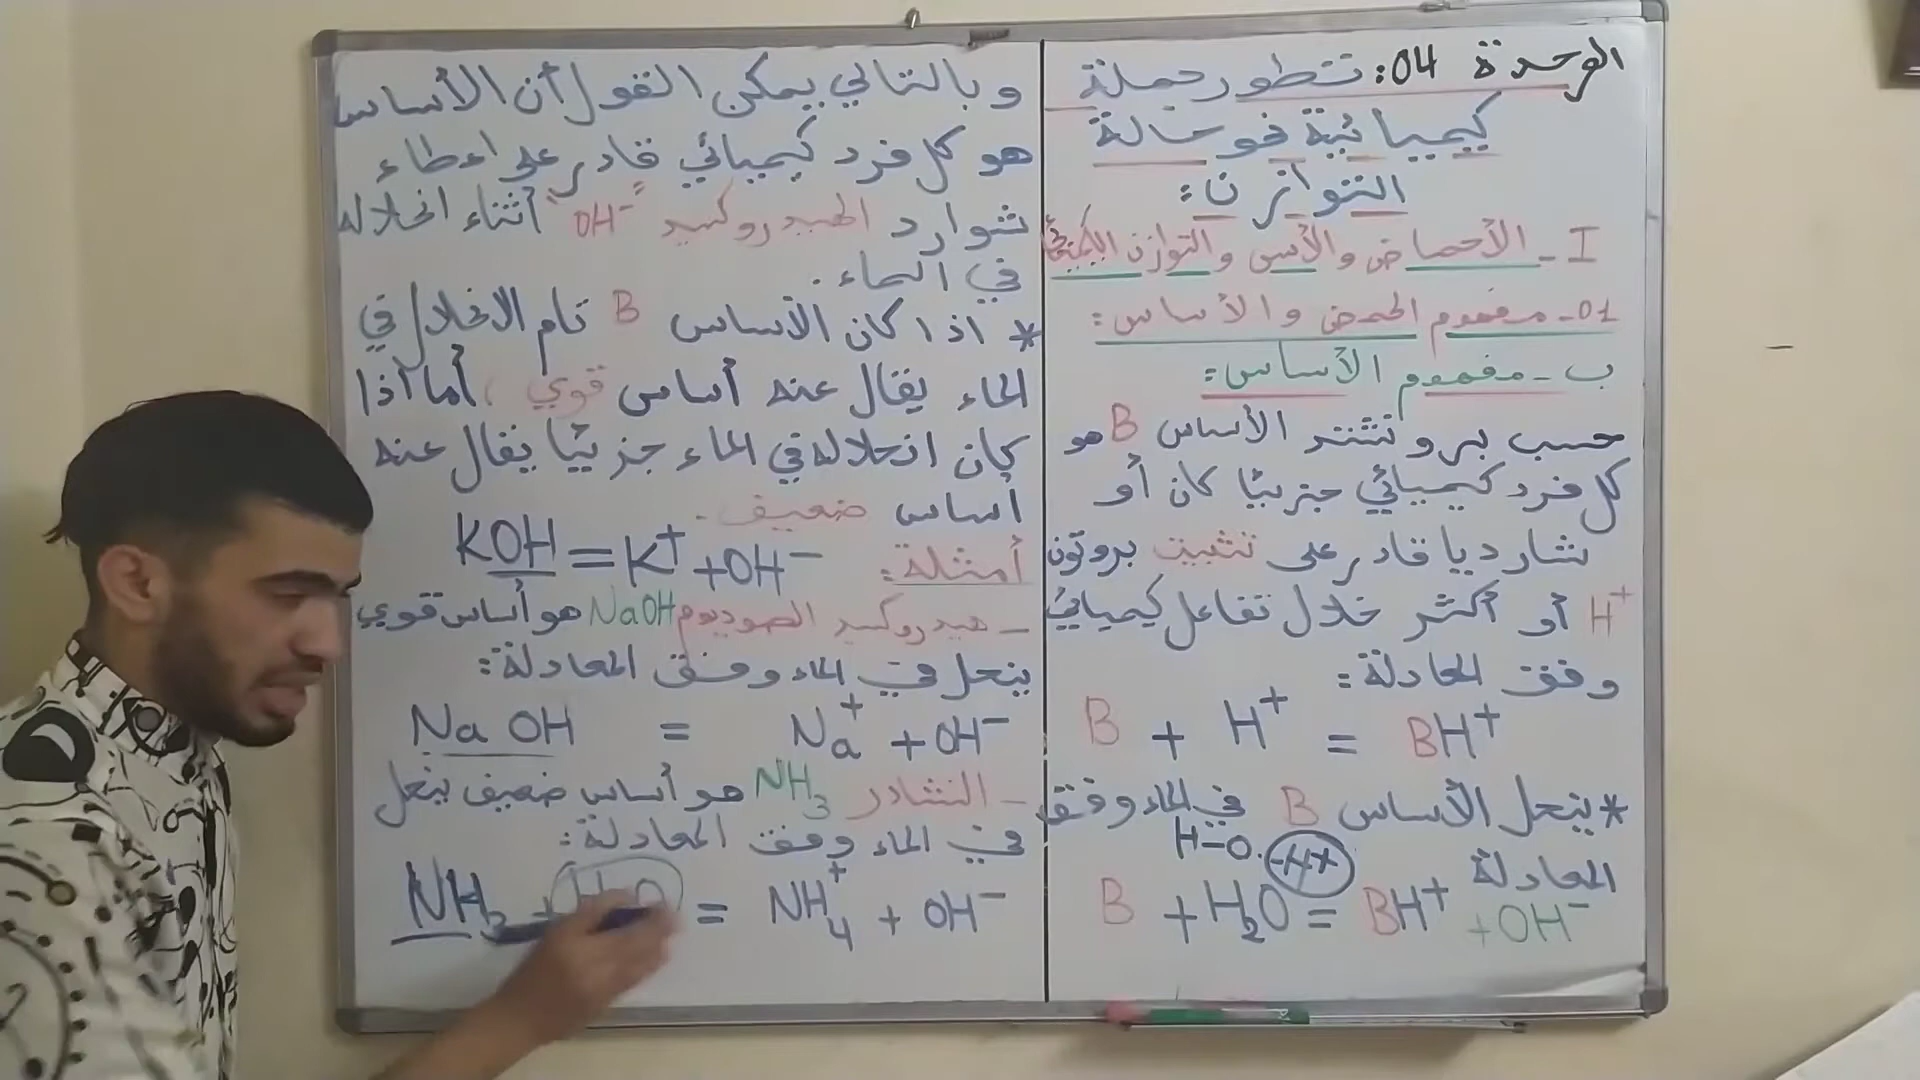 الوحدة 04: تطور جملة
كيميائية نحو حالة
التوازن:
I - الأحماض والأسس والتوازن الكيميائي
01- مفهوم الحمض والأساس:
ب - مفهوم الأساس:
حسب برونشتد الأساس B هو
كل فرد كيميائي جزيئيا كان أو
شارديا قادر على تثبيت بروتون
H⁺ أو أكثر خلال تفاعل كيميائي
وفق المعادلة:
B + H⁺ = BH⁺
* ينحل الأساس B في الماء وفق
المعادلة
H-O -H+
B + H₂O = BH⁺ + OH⁻
وبالتالي يمكن القول أن الأساس
هو كل فرد كيميائي قادر على اعطاء
شوارد الهيدروكسيد "OH⁻" أثناء انحلاله
في الماء.
* اذا كان الأساس B تام الانحلال في
الماء يقال عنه أساس قوي، أما اذا
كان انحلاله في الماء جزئيا يقال عنه
أساس ضعيف.
أمثلة: KOH = K⁺ + OH⁻
- هيدروكسيد الصوديوم NaOH هو أساس قوي
ينحل في الماء وفق المعادلة:
NaOH = Na⁺ + OH⁻
- النشادر NH₃ هو أساس ضعيف ينحل
في الماء وفق المعادلة:
NH₃ + H₂O = NH₄⁺ + OH⁻